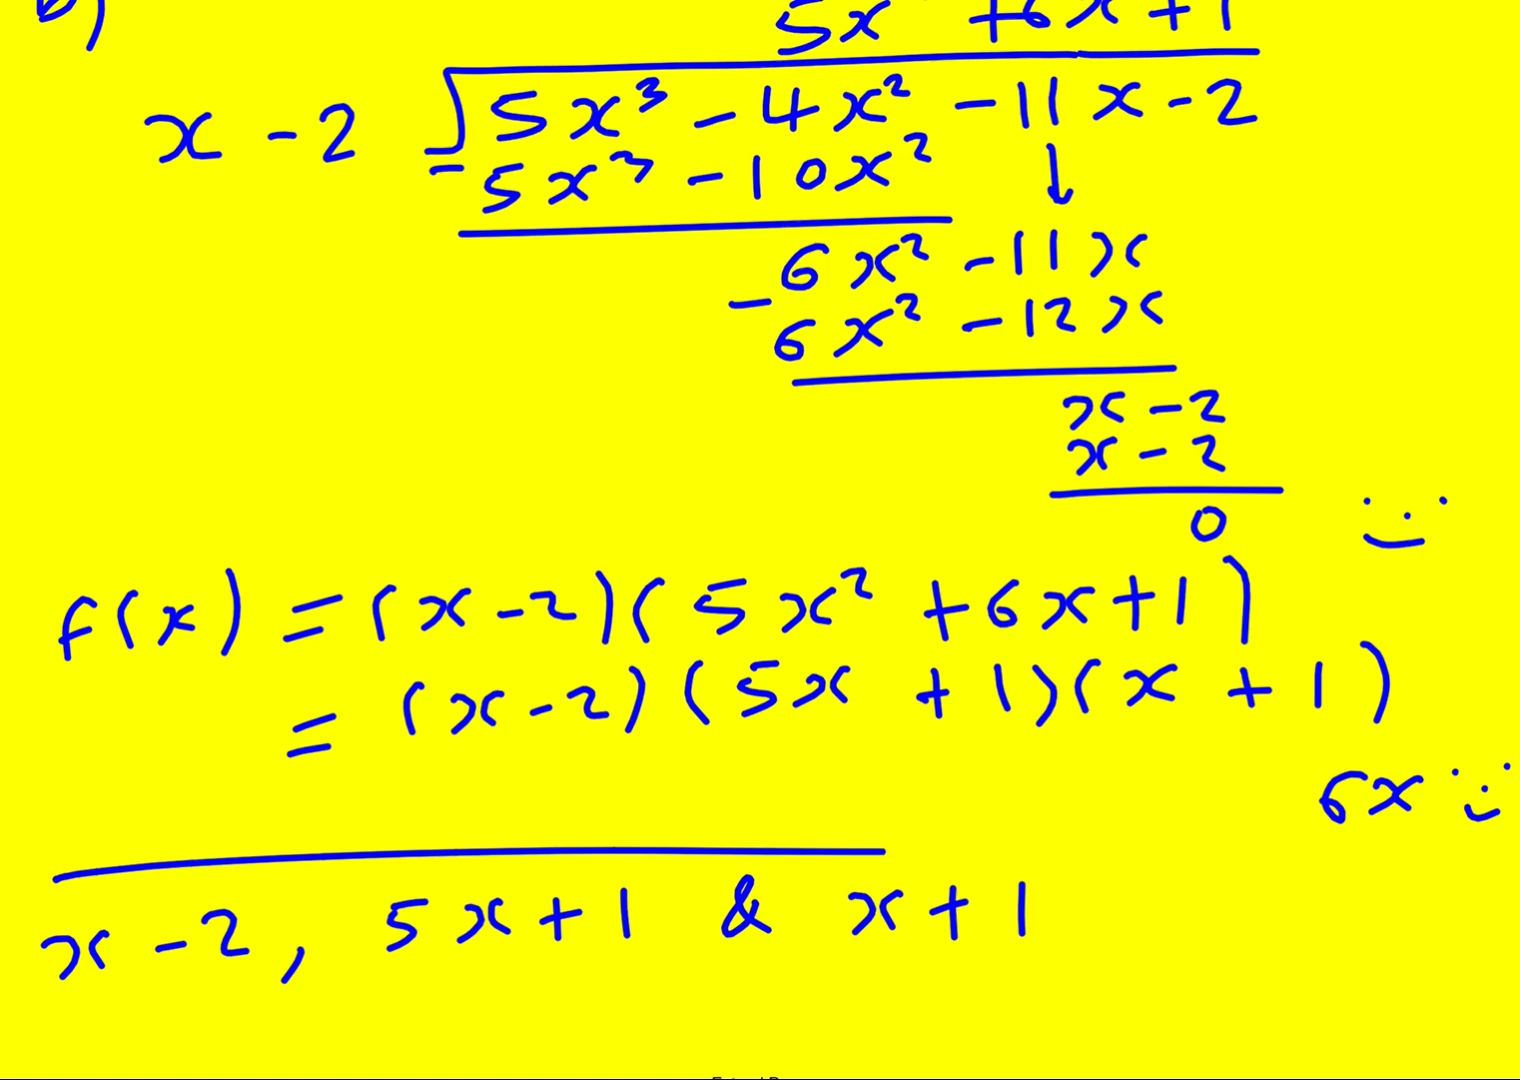 b)
5x² +6x +1
x - 2 √5x³ - 4x² - 11x - 2
- 5x³ - 10x² ↓
6x² - 11x
- 6x² - 12x
x - 2
x - 2
0
f(x) = (x - 2)(5x² + 6x + 1)
= (x - 2)(5x + 1)(x + 1)
6x
x - 2, 5x + 1 & x + 1